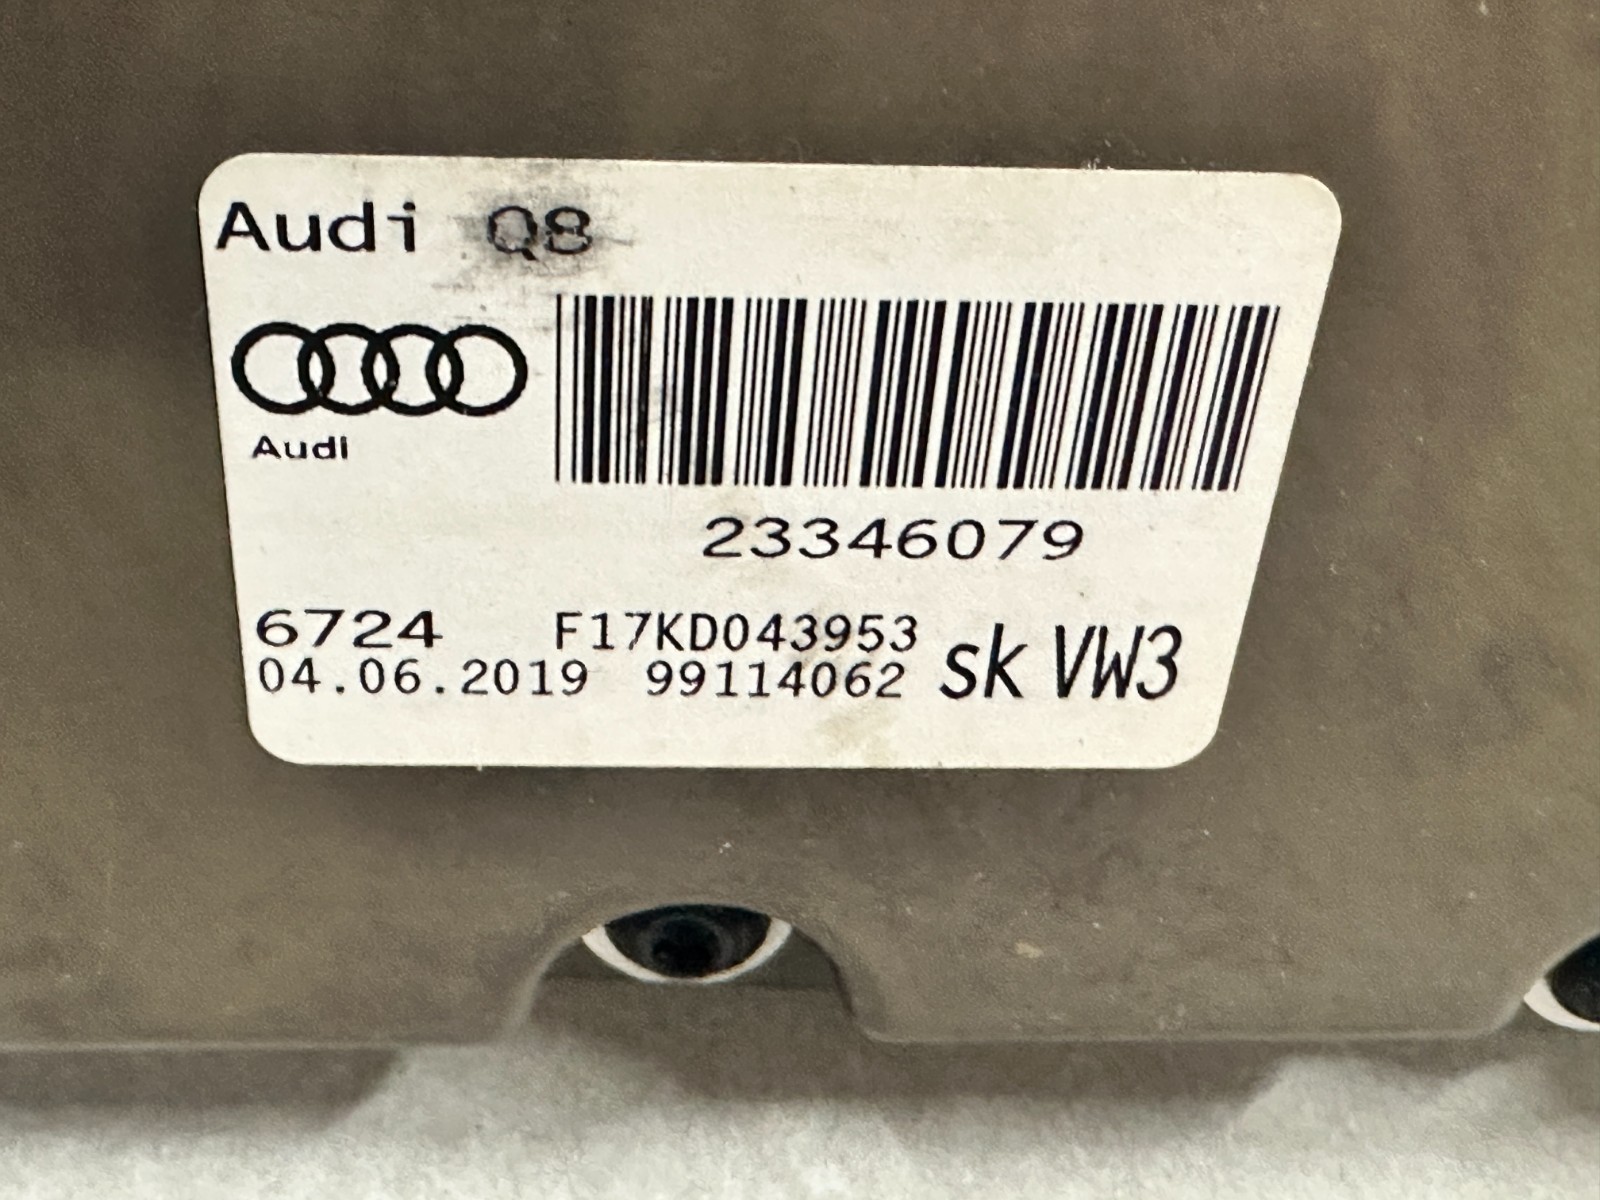 Audi Q8
Audi
23346079
6724 F17KD043953
04.06.2019 99114062 sk VW3